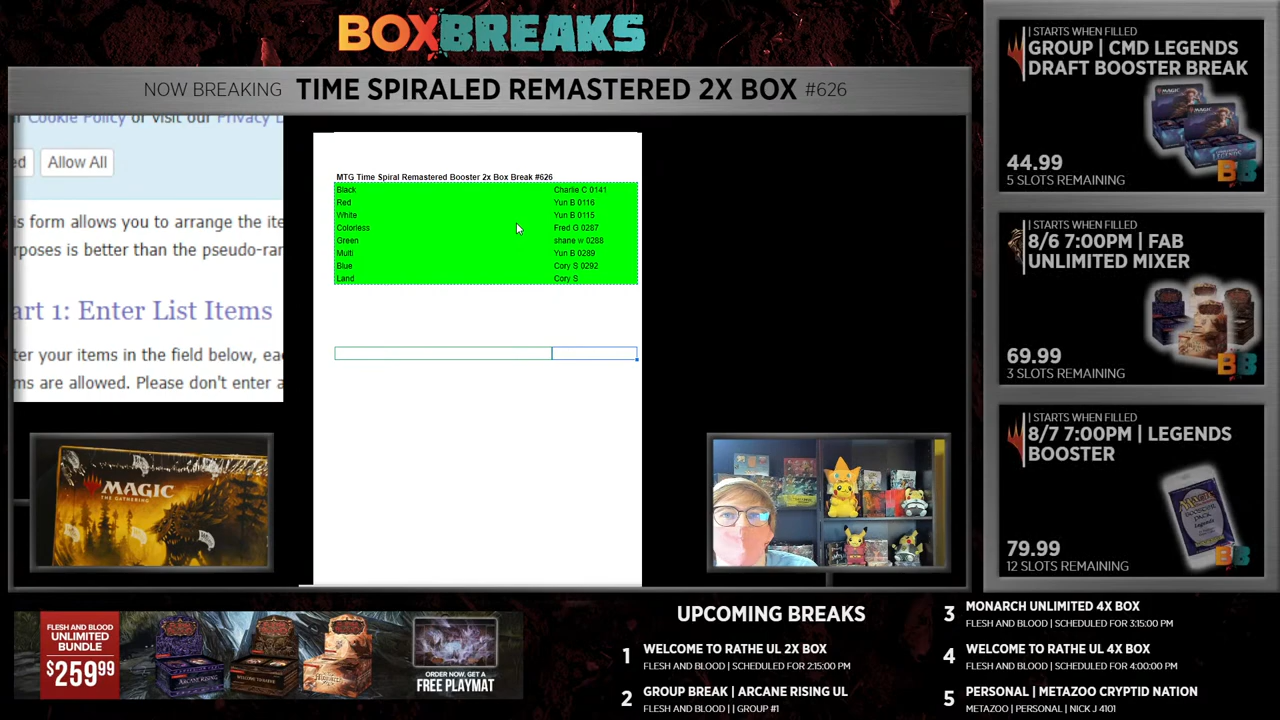 BOXBREAKS
NOW BREAKING TIME SPIRALED REMASTERED 2X BOX #626
Cookie Policy or visit our Privacy
Allow All
is form allows you to arrange the ite
rposes is better than the pseudo-ran
art 1: Enter List Items
ter your items in the field below, eac
ms are allowed. Please don't enter a
MTG Time Spiral Remastered Booster 2x Box Break #626
Black Charlie C 0141
Red Yun B 0116
White Yun B 0115
Colorless Fred G 0287
Green shane w 0288
Multi Yun B 0289
Blue Cory S 0292
Land Cory S
MAGIC
THE GATHERING
| STARTS WHEN FILLED
GROUP | CMD LEGENDS
DRAFT BOOSTER BREAK
MAGIC
44.99
5 SLOTS REMAINING
BB
| STARTS WHEN FILLED
8/6 7:00PM | FAB
UNLIMITED MIXER
69.99
3 SLOTS REMAINING
BB
| STARTS WHEN FILLED
8/7 7:00PM | LEGENDS
BOOSTER
79.99
12 SLOTS REMAINING
BB
FLESH AND BLOOD
UNLIMITED
BUNDLE
$259.99
ARCANE RISING
ORDER NOW, GET A
FREE PLAYMAT
UPCOMING BREAKS
1 WELCOME TO RATHE UL 2X BOX
FLESH AND BLOOD | SCHEDULED FOR 2:15:00 PM
2 GROUP BREAK | ARCANE RISING UL
FLESH AND BLOOD | | GROUP #1
3 MONARCH UNLIMITED 4X BOX
FLESH AND BLOOD | SCHEDULED FOR 3:15:00 PM
4 WELCOME TO RATHE UL 4X BOX
FLESH AND BLOOD | SCHEDULED FOR 4:00:00 PM
5 PERSONAL | METAZOO CRYPTID NATION
METAZOO | PERSONAL | NICK J 4101